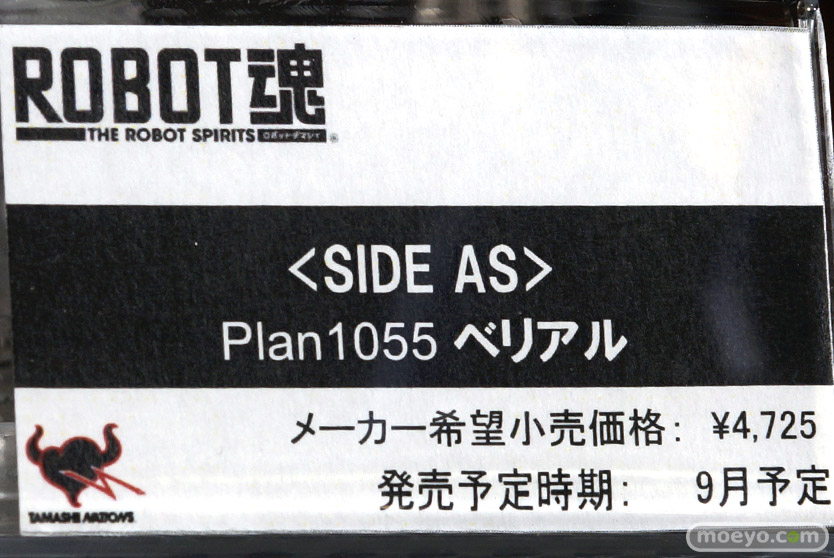 ROBOT魂
THE ROBOT SPIRITS ロボットダマシイ ®
<SIDE AS>
Plan1055 ベリアル
メーカー希望小売価格: ¥4,725
発売予定時期: 9月予定
TAMASHII NATIONS
moeyo.com